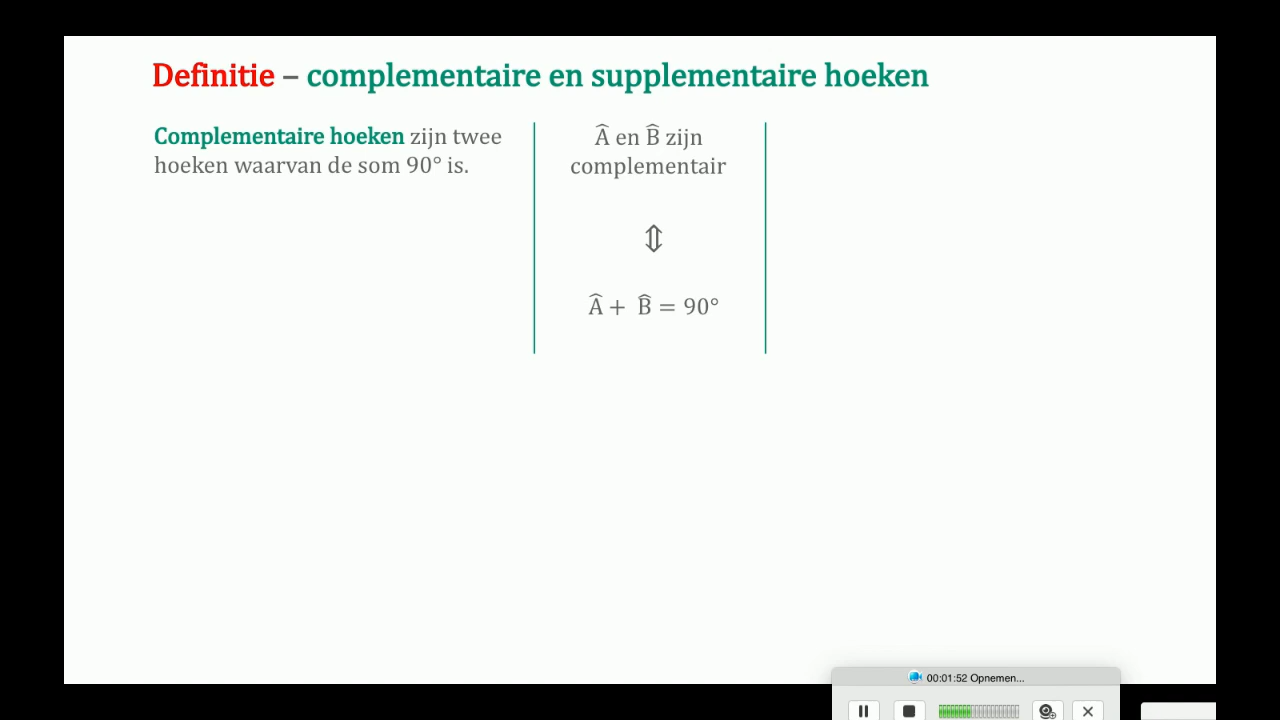 Definitie – complementaire en supplementaire hoeken
Complementaire hoeken zijn twee
hoeken waarvan de som 90° is.
Â en B̂ zijn
complementair
⇕
Â + B̂ = 90°
00:01:52 Opnemen...